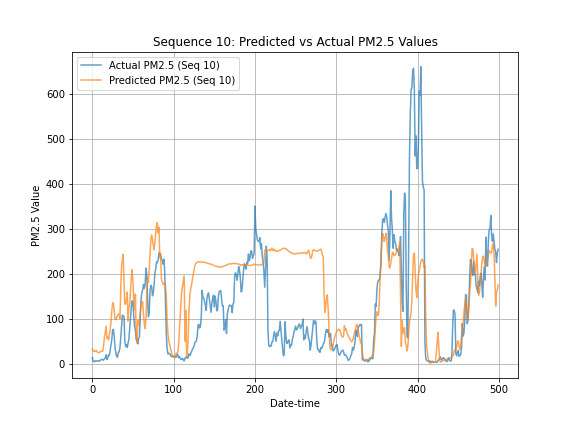 Sequence 10: Predicted vs Actual PM2.5 Values
Actual PM2.5 (Seq 10)
Predicted PM2.5 (Seq 10)
PM2.5 Value
600
500
400
300
200
100
0
0
100
200
300
400
500
Date-time